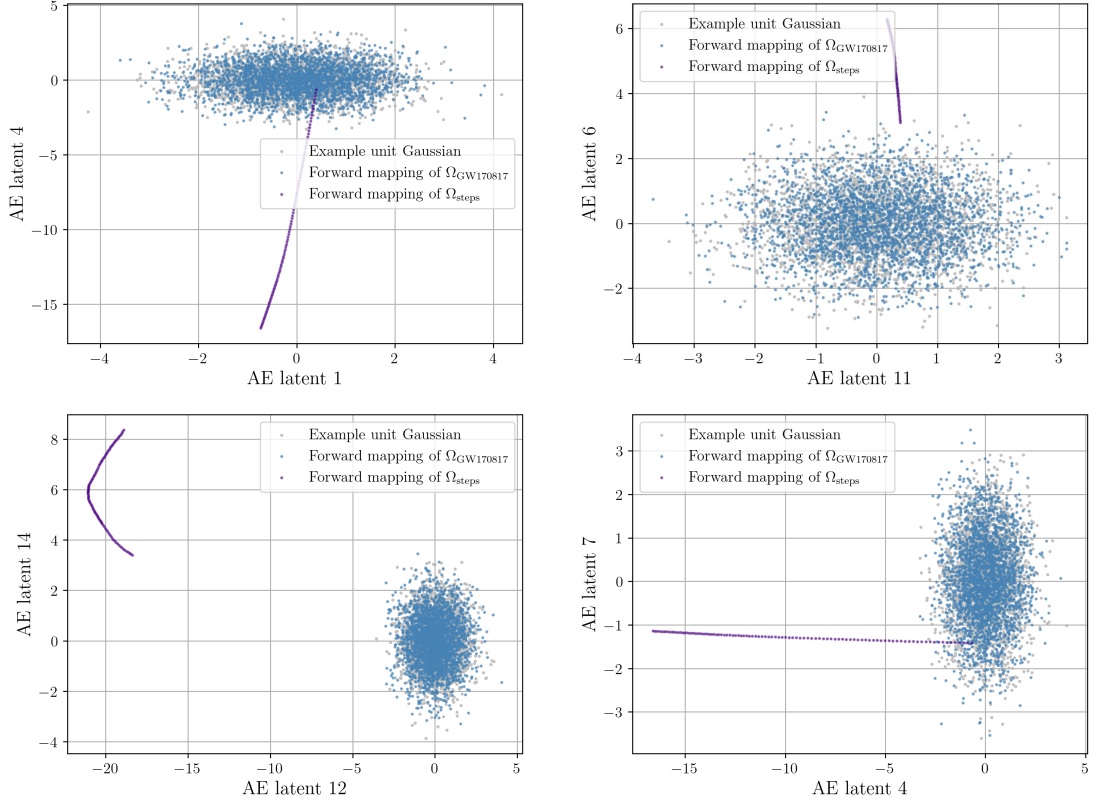 5
0
−5
−10
−15
AE latent 4
Example unit Gaussian
Forward mapping of Ω_GW170817
Forward mapping of Ω_steps
−4 −2 0 2 4
AE latent 1
6
4
2
0
−2
AE latent 6
Example unit Gaussian
Forward mapping of Ω_GW170817
Forward mapping of Ω_steps
−4 −3 −2 −1 0 1 2 3
AE latent 11
8
6
4
2
0
−2
−4
AE latent 14
Example unit Gaussian
Forward mapping of Ω_GW170817
Forward mapping of Ω_steps
−20 −15 −10 −5 0 5
AE latent 12
3
2
1
0
−1
−2
−3
AE latent 7
Example unit Gaussian
Forward mapping of Ω_GW170817
Forward mapping of Ω_steps
−15 −10 −5 0 5
AE latent 4